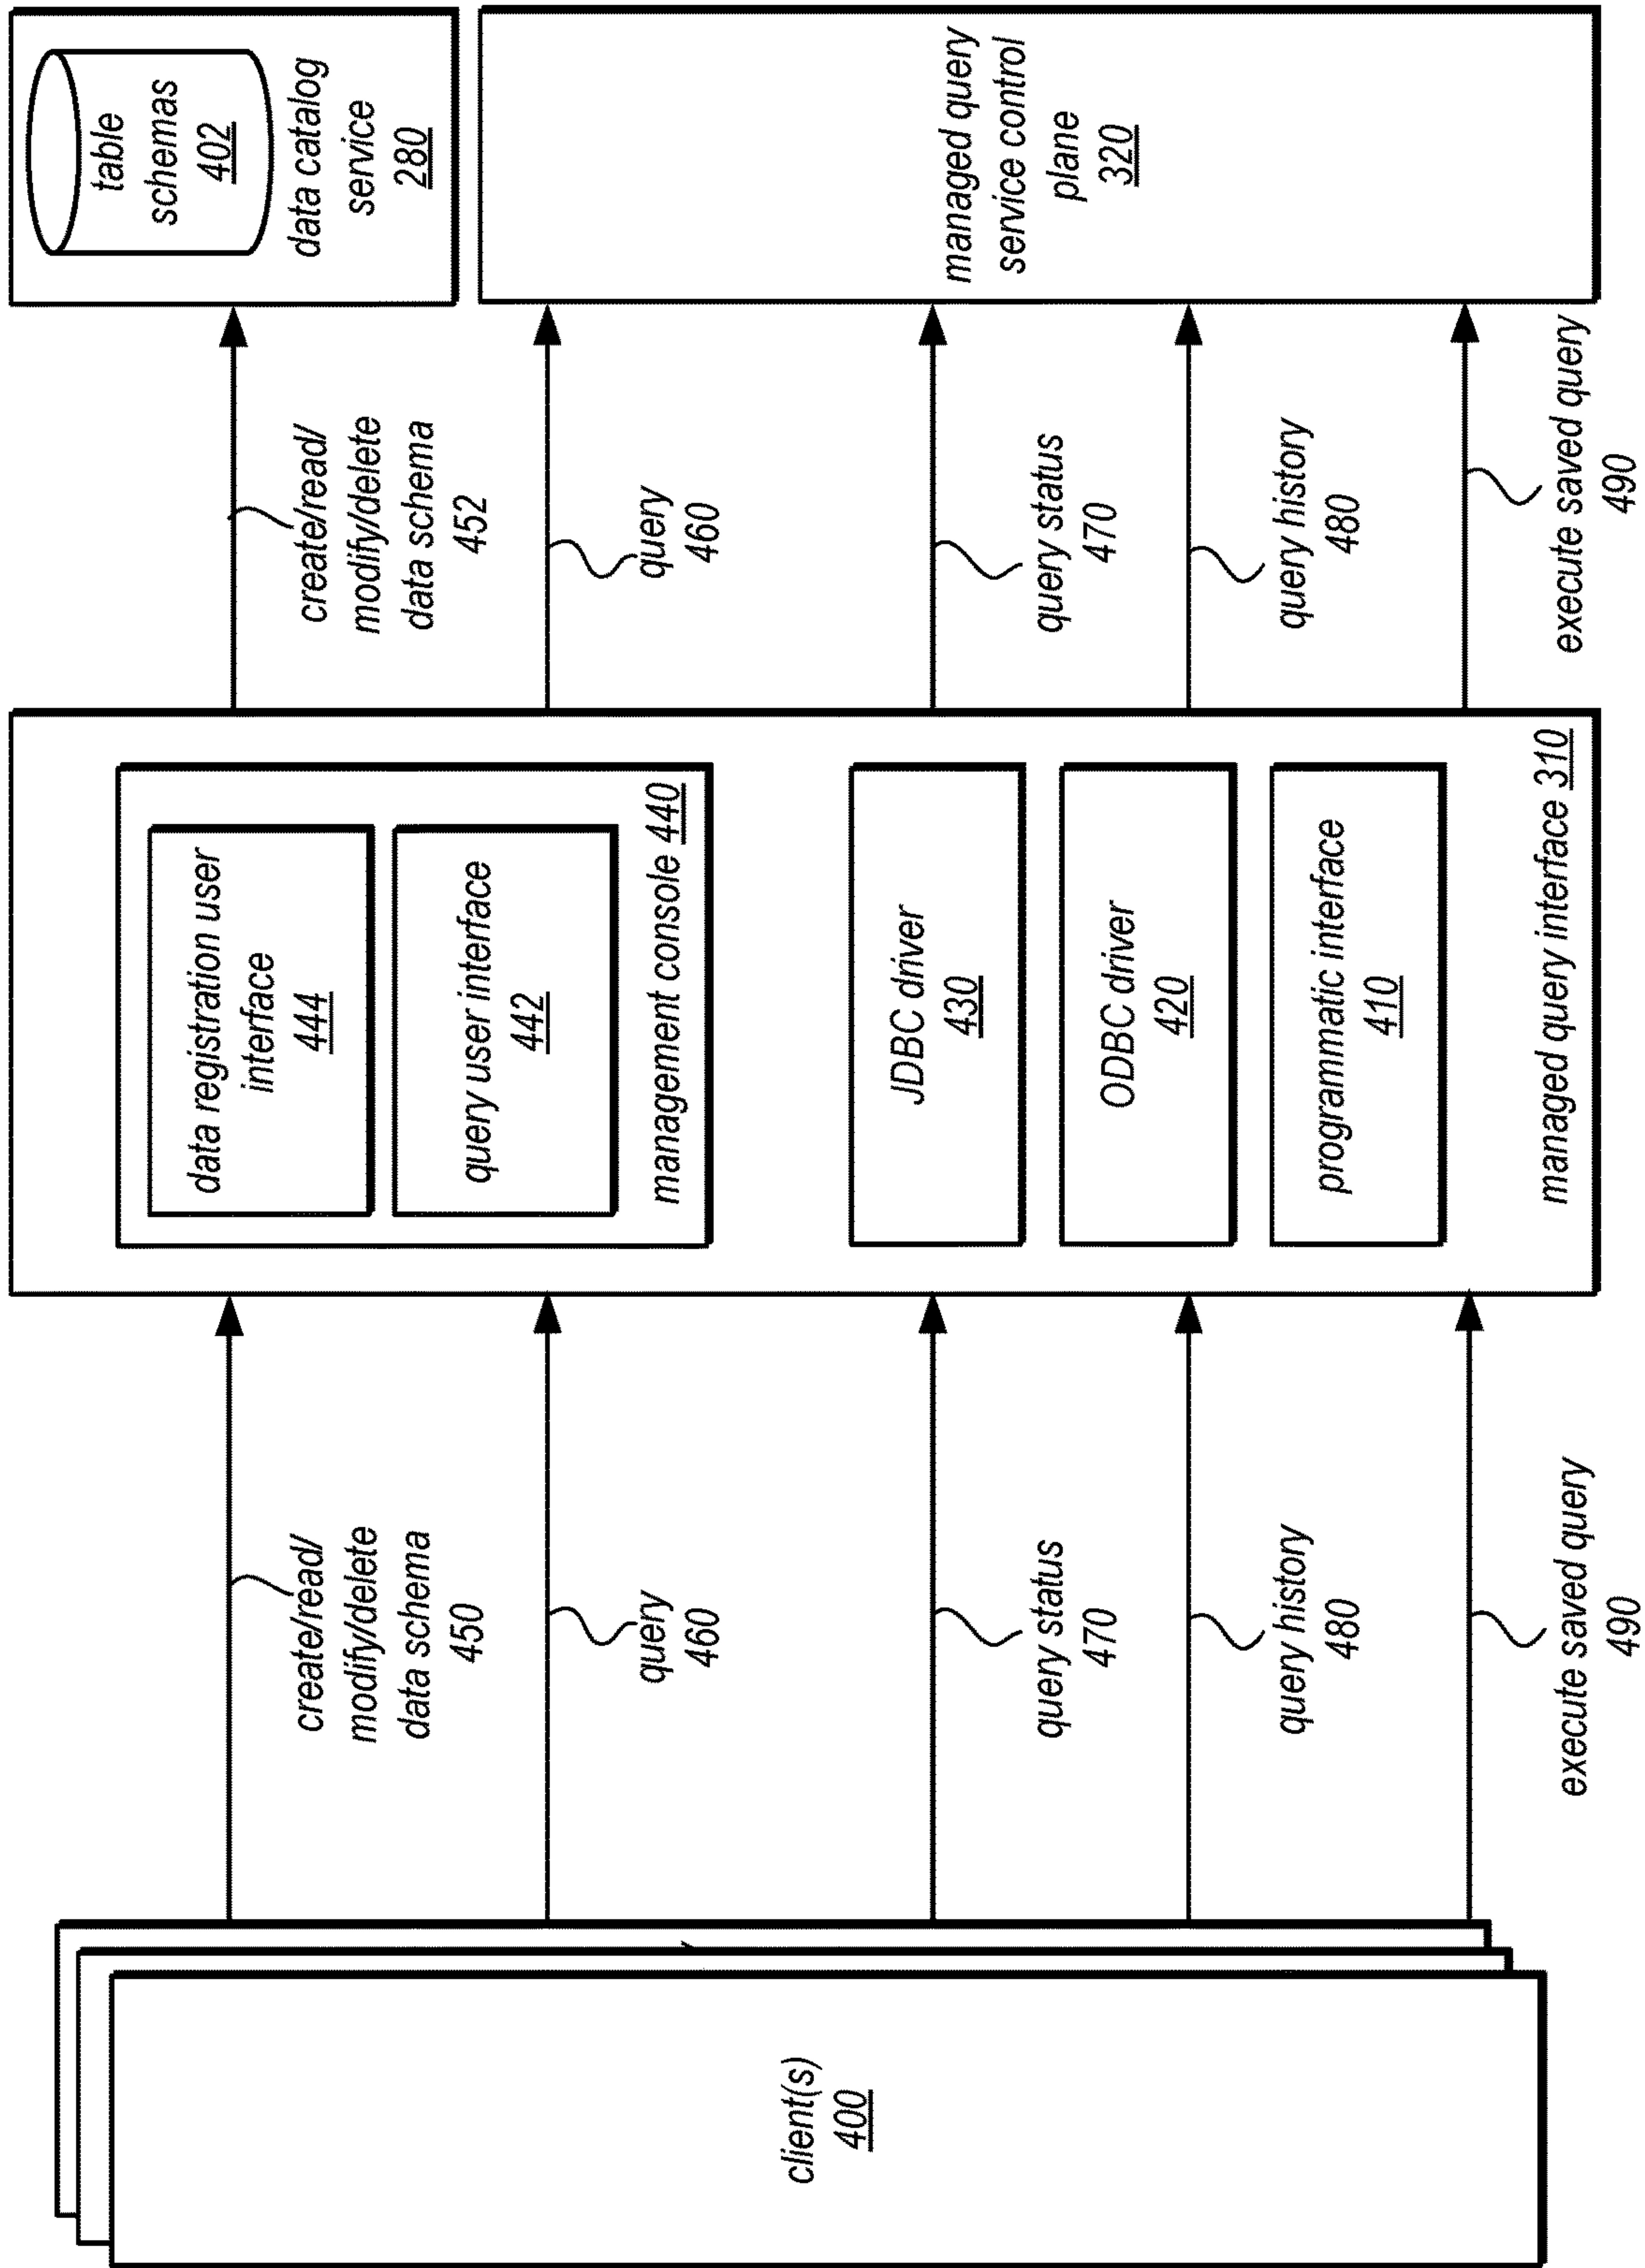 client(s)
400
create/read/
modify/delete
data schema
450
query
460
query status
470
query history
480
execute saved query
490
data registration user
interface
444
query user interface
442
management console 440
JDBC driver
430
ODBC driver
420
programmatic interface
410
managed query interface 310
create/read/
modify/delete
data schema
452
query
460
query status
470
query history
480
execute saved query
490
table
schemas
402
data catalog
service
280
managed query
service control
plane
320